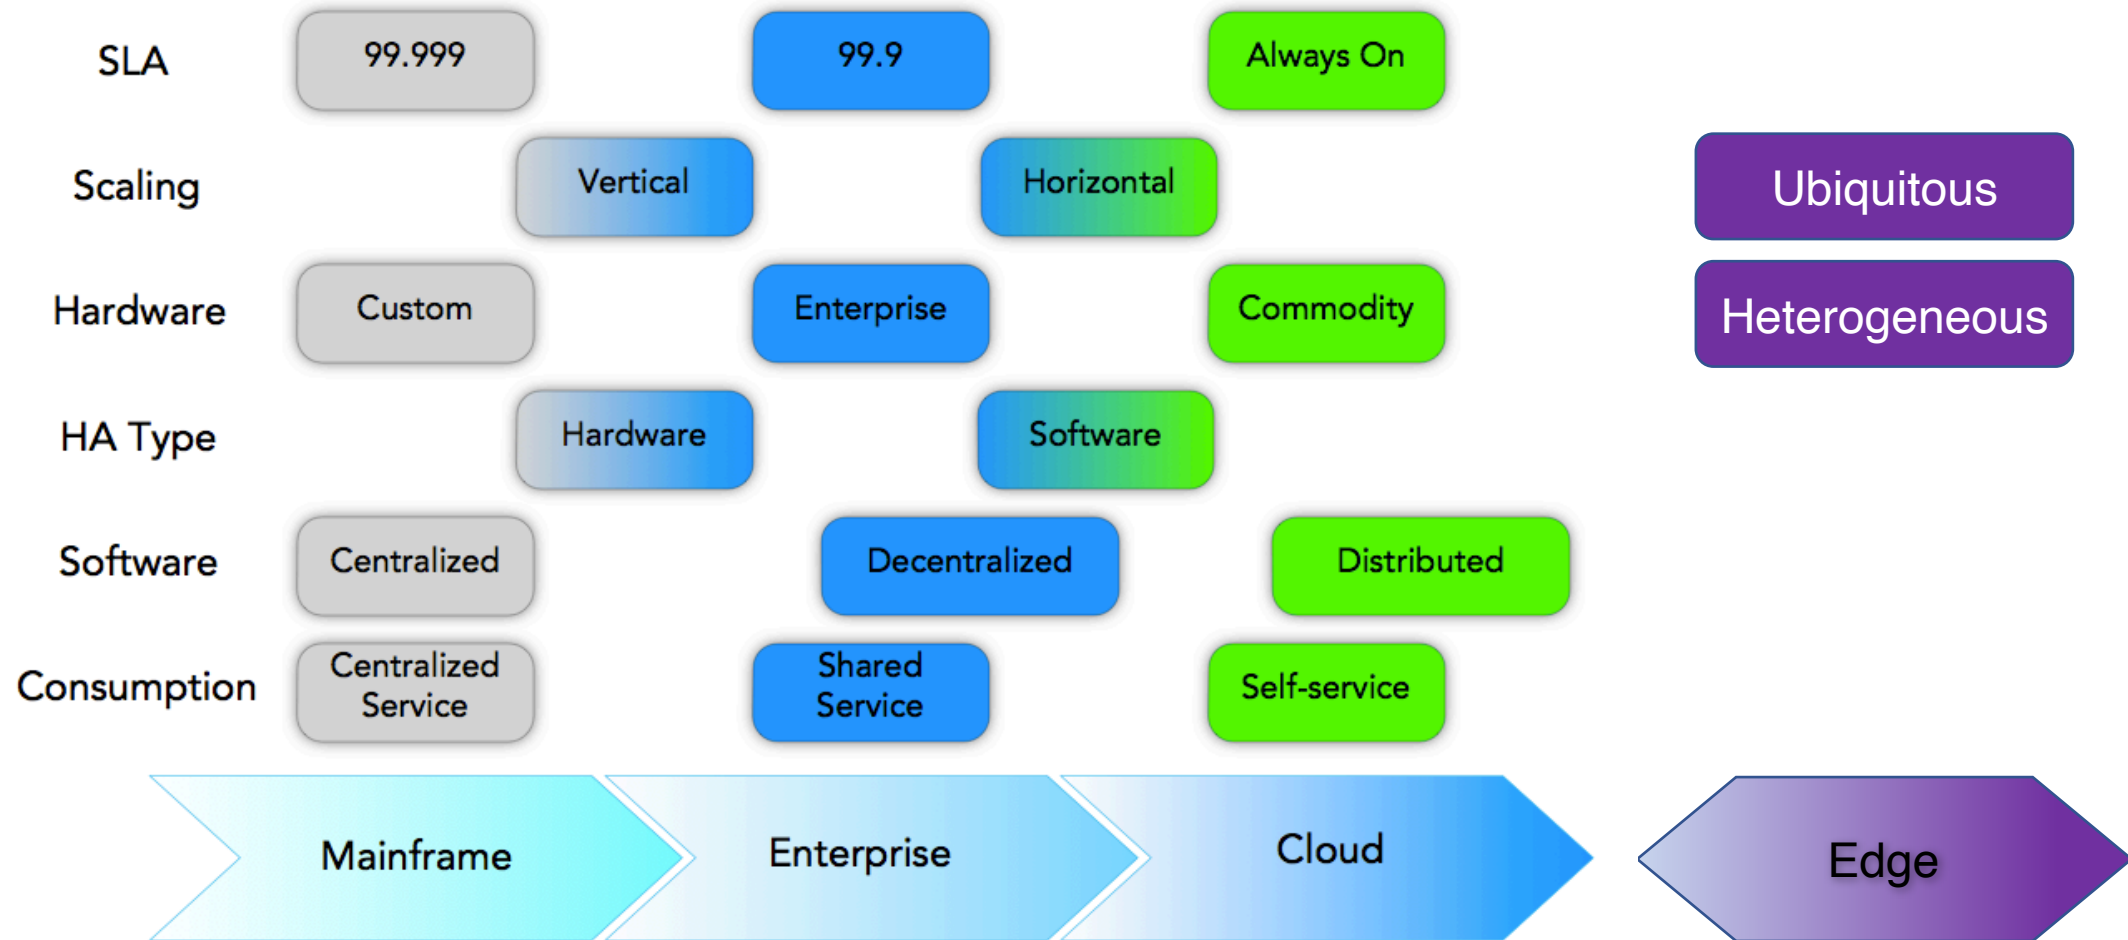 SLA
99.999
99.9
Always On
Scaling
Vertical
Horizontal
Ubiquitous
Hardware
Custom
Enterprise
Commodity
Heterogeneous
HA Type
Hardware
Software
Software
Centralized
Decentralized
Distributed
Consumption
Centralized
Service
Shared
Service
Self-service
Mainframe
Enterprise
Cloud
Edge